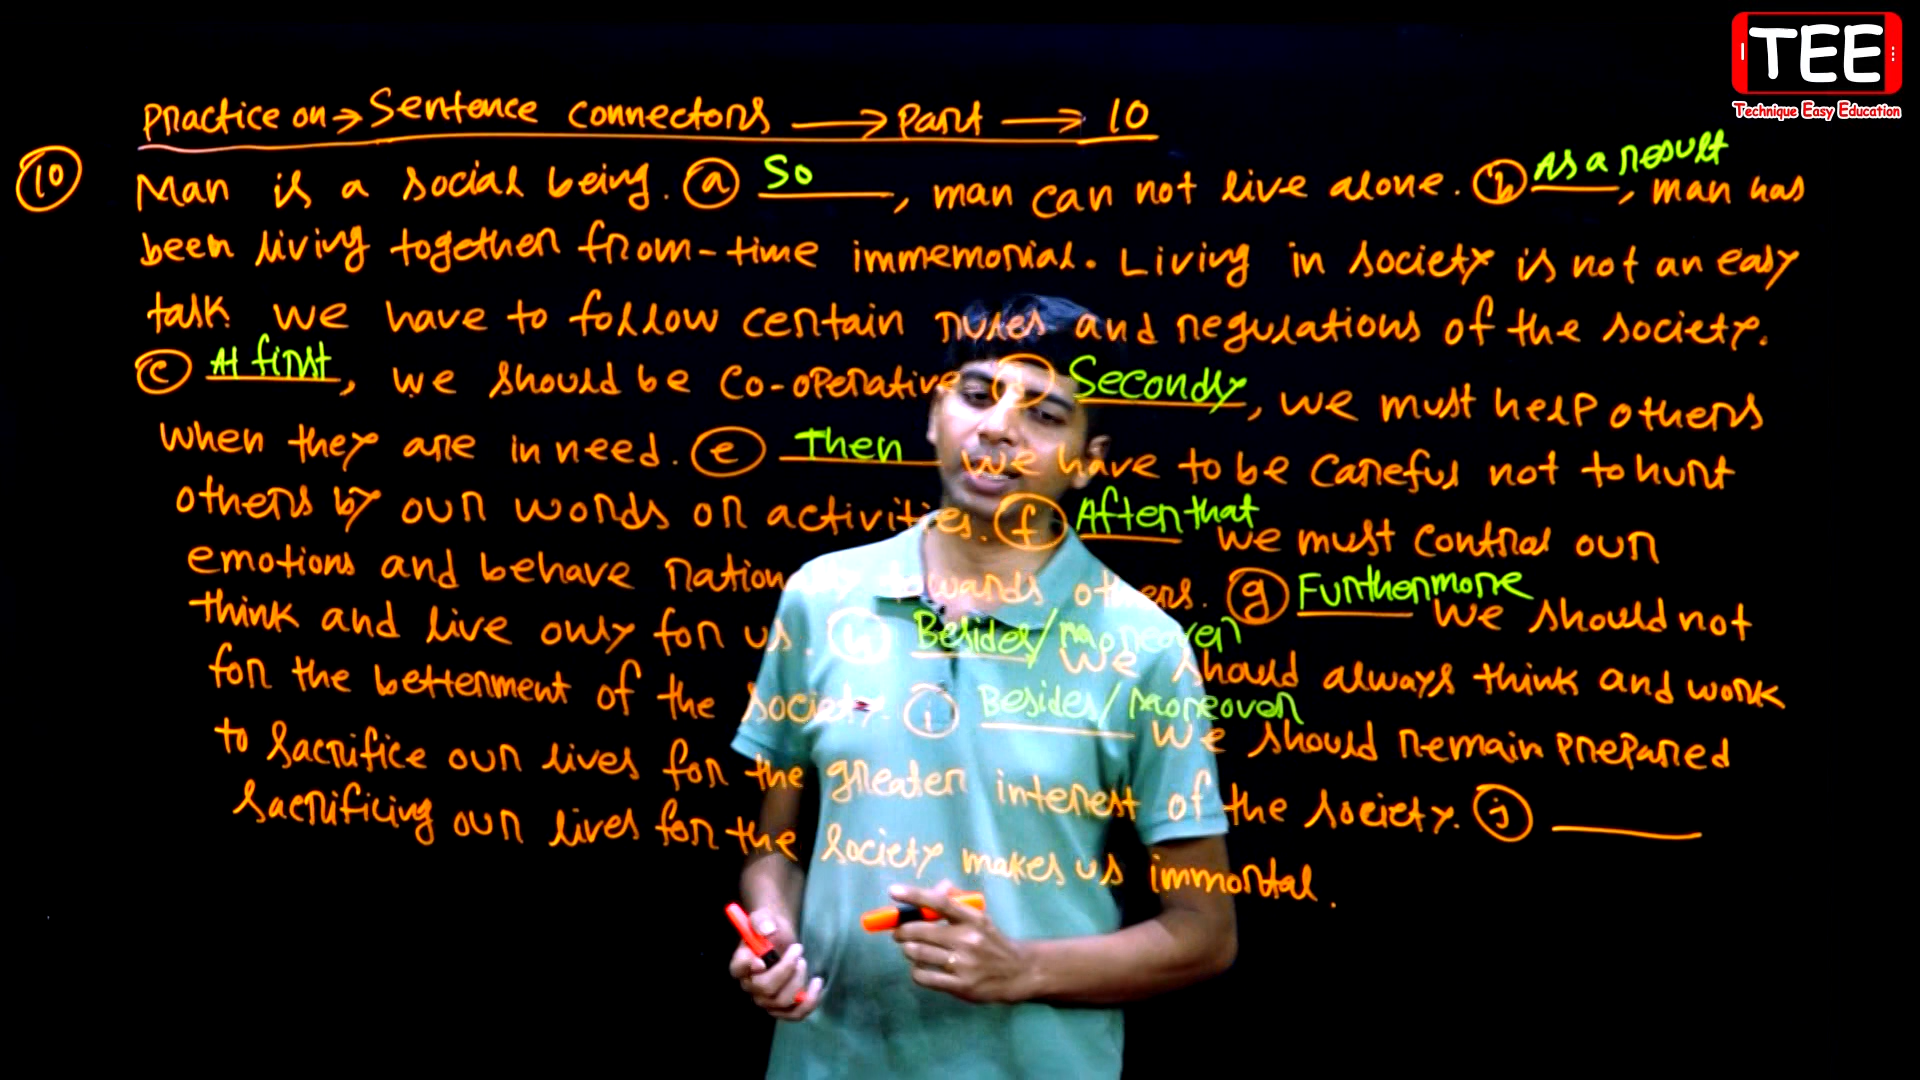 TEE
Technique Easy Education
Practice on → Sentence connectors → Part → 10
10 Man is a social being. (a) So, man can not live alone. (b) As a result, man has
been living together from-time immemorial. Living in society is not an easy
task. we have to follow certain rules and regulations of the society.
(c) At first, we should be co-operative (d) Secondly, we must help others
when they are in need. (e) Then we have to be careful not to hurt
others by our words or activities. (f) After that we must control our
emotions and behave rationally towards others. (g) Furthermore we should not
think and live only for us. (h) Besides/moreover we should always think and work
for the betterment of the society. (i) Besides/moreover we should remain prepared
to sacrifice our lives for the greater interest of the society. (j) ______
sacrificing our lives for the society makes us immortal.